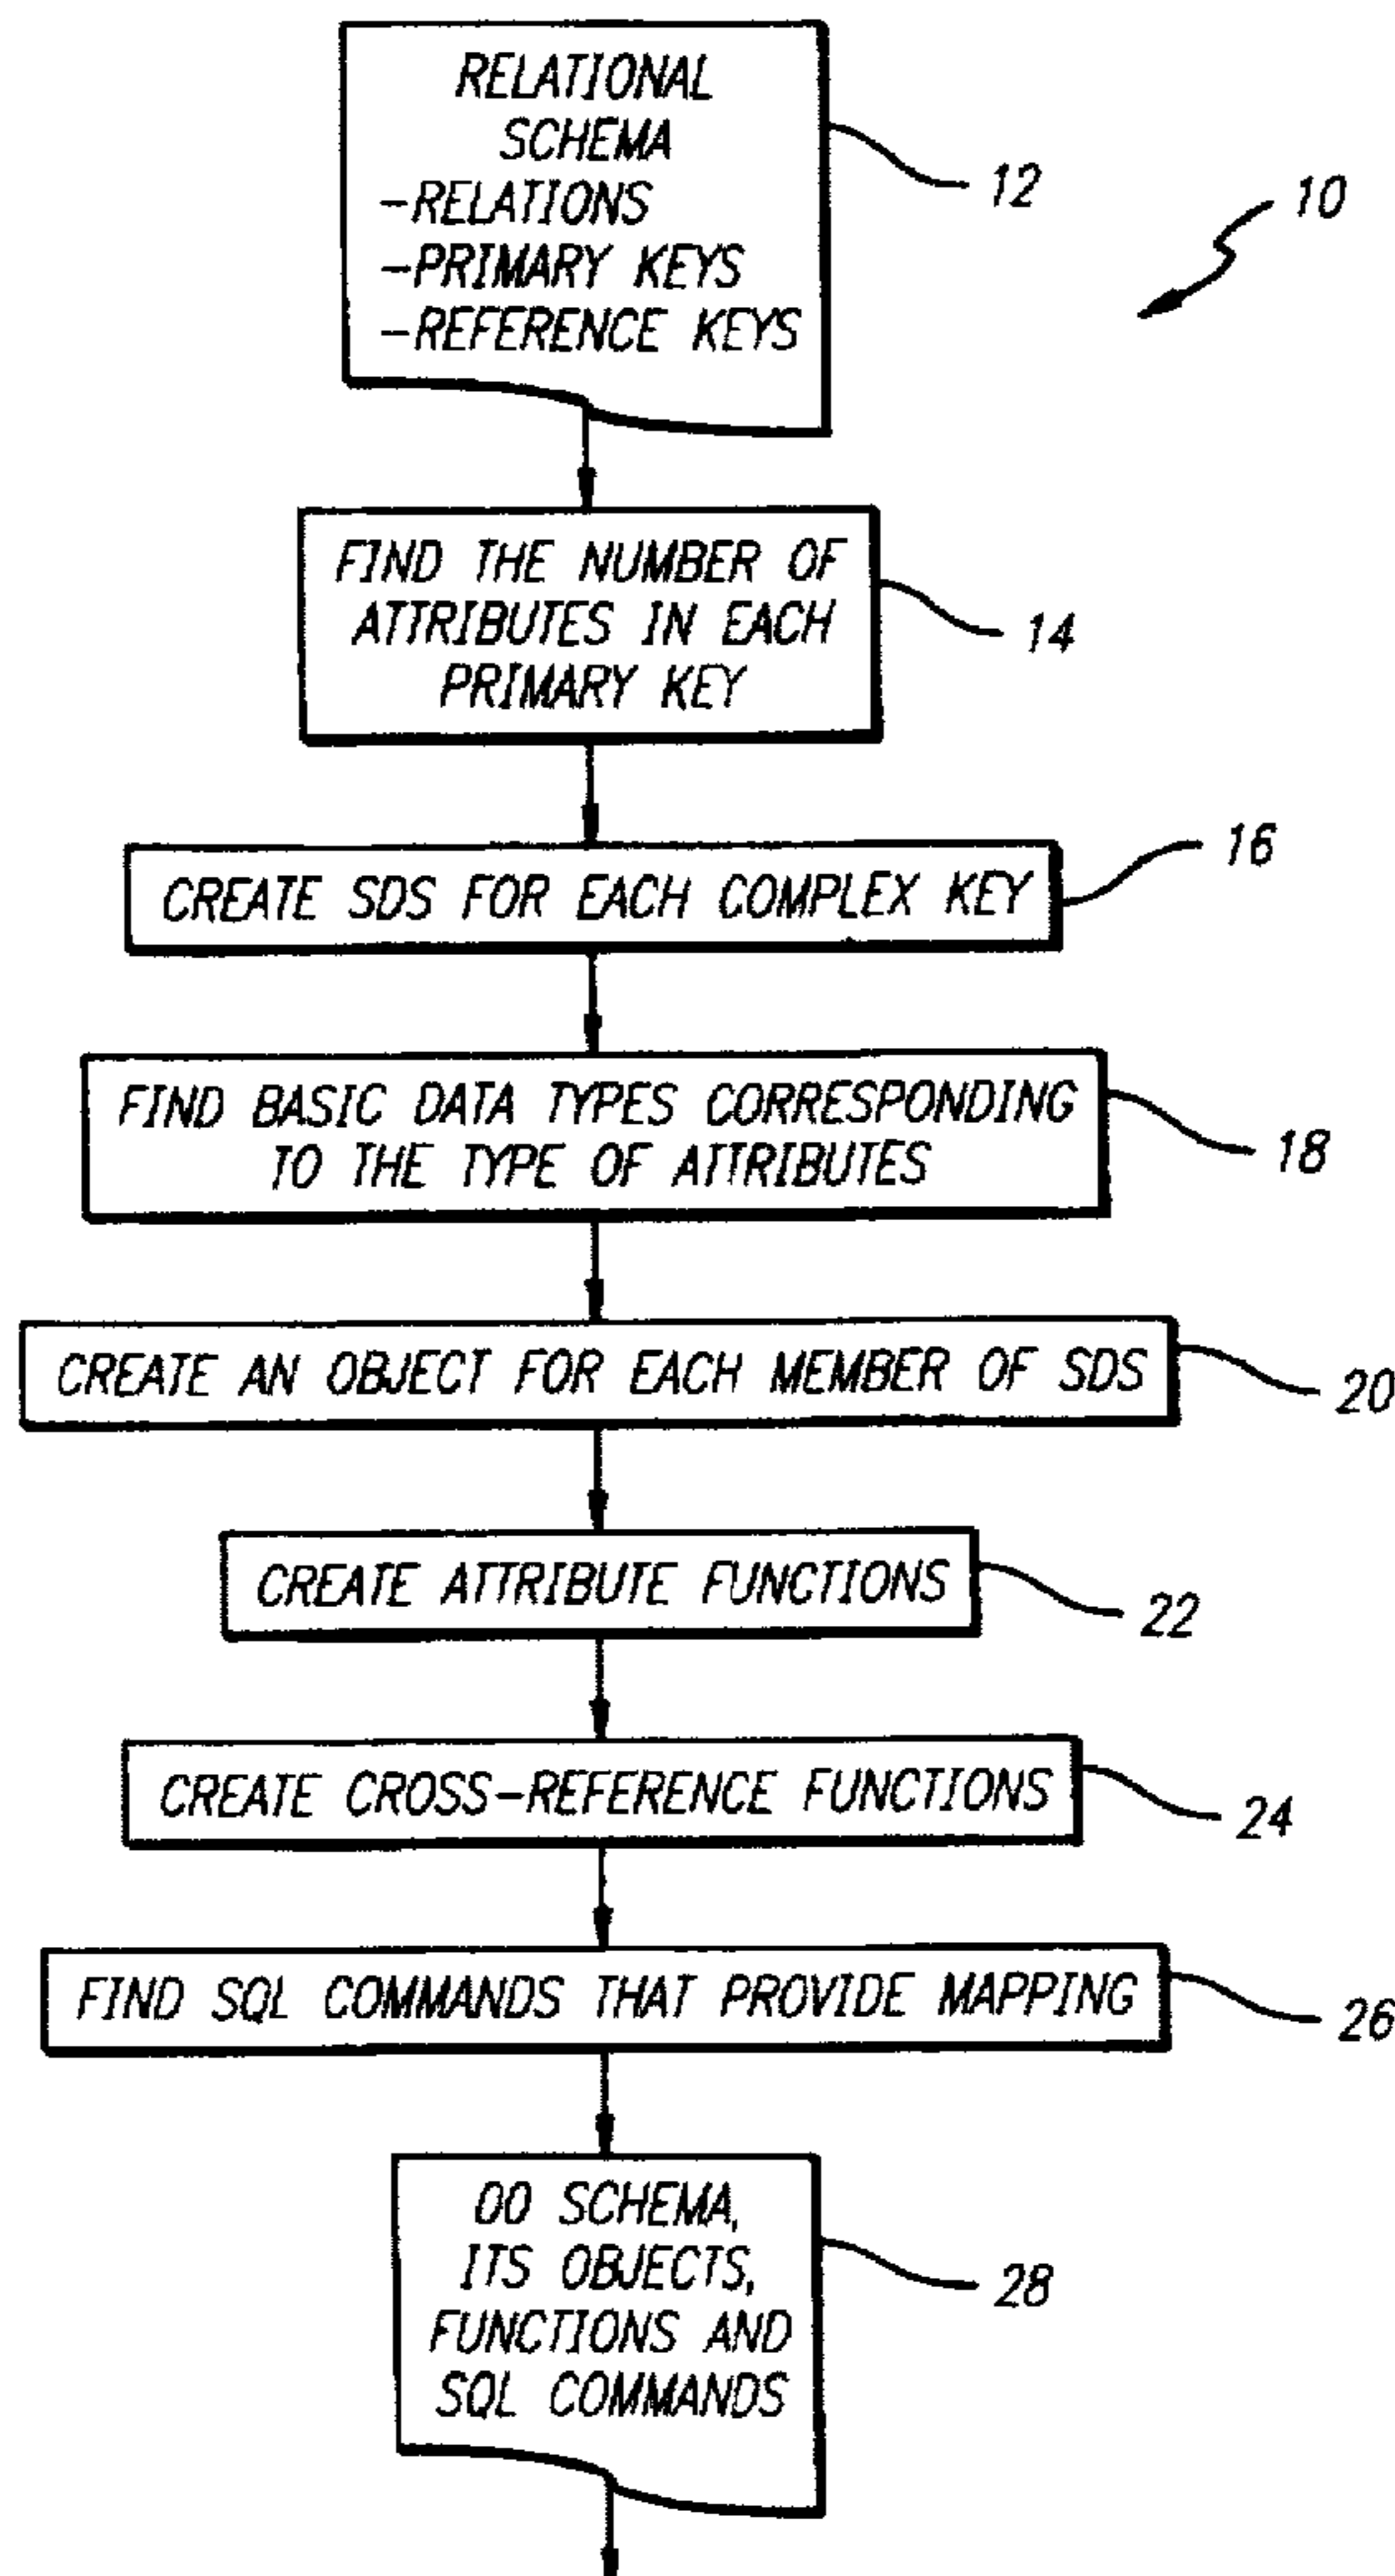 RELATIONAL
SCHEMA
-RELATIONS
-PRIMARY KEYS
-REFERENCE KEYS
12
10
FIND THE NUMBER OF
ATTRIBUTES IN EACH
PRIMARY KEY
14
CREATE SDS FOR EACH COMPLEX KEY
16
FIND BASIC DATA TYPES CORRESPONDING
TO THE TYPE OF ATTRIBUTES
18
CREATE AN OBJECT FOR EACH MEMBER OF SDS
20
CREATE ATTRIBUTE FUNCTIONS
22
CREATE CROSS-REFERENCE FUNCTIONS
24
FIND SQL COMMANDS THAT PROVIDE MAPPING
26
OO SCHEMA,
ITS OBJECTS,
FUNCTIONS AND
SQL COMMANDS
28